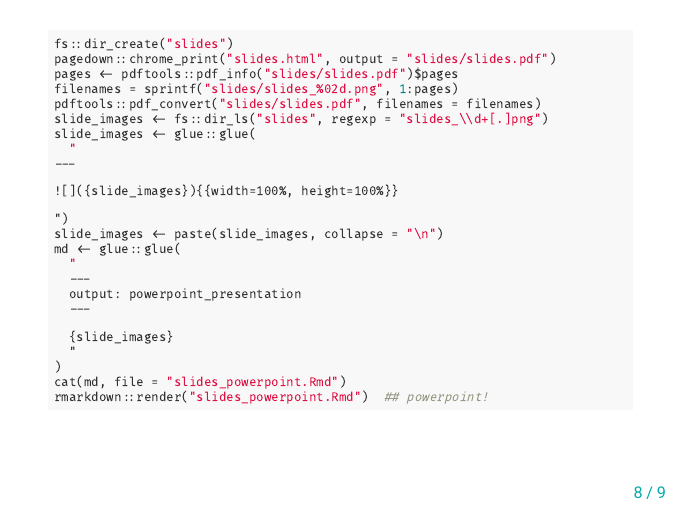 fs::dir_create("slides")
pagedown::chrome_print("slides.html", output = "slides/slides.pdf")
pages <- pdftools::pdf_info("slides/slides.pdf")$pages
filenames = sprintf("slides/slides_%02d.png", 1:pages)
pdftools::pdf_convert("slides/slides.pdf", filenames = filenames)
slide_images <- fs::dir_ls("slides", regexp = "slides_\\d+[.]png")
slide_images <- glue::glue(
  "
---
![]({slide_images}){{width=100%, height=100%}}
")
slide_images <- paste(slide_images, collapse = "\n")
md <- glue::glue(
  "
  ---
  output: powerpoint_presentation
  ---
  {slide_images}
  "
)
cat(md, file = "slides_powerpoint.Rmd")
rmarkdown::render("slides_powerpoint.Rmd")  ## powerpoint!
8 / 9